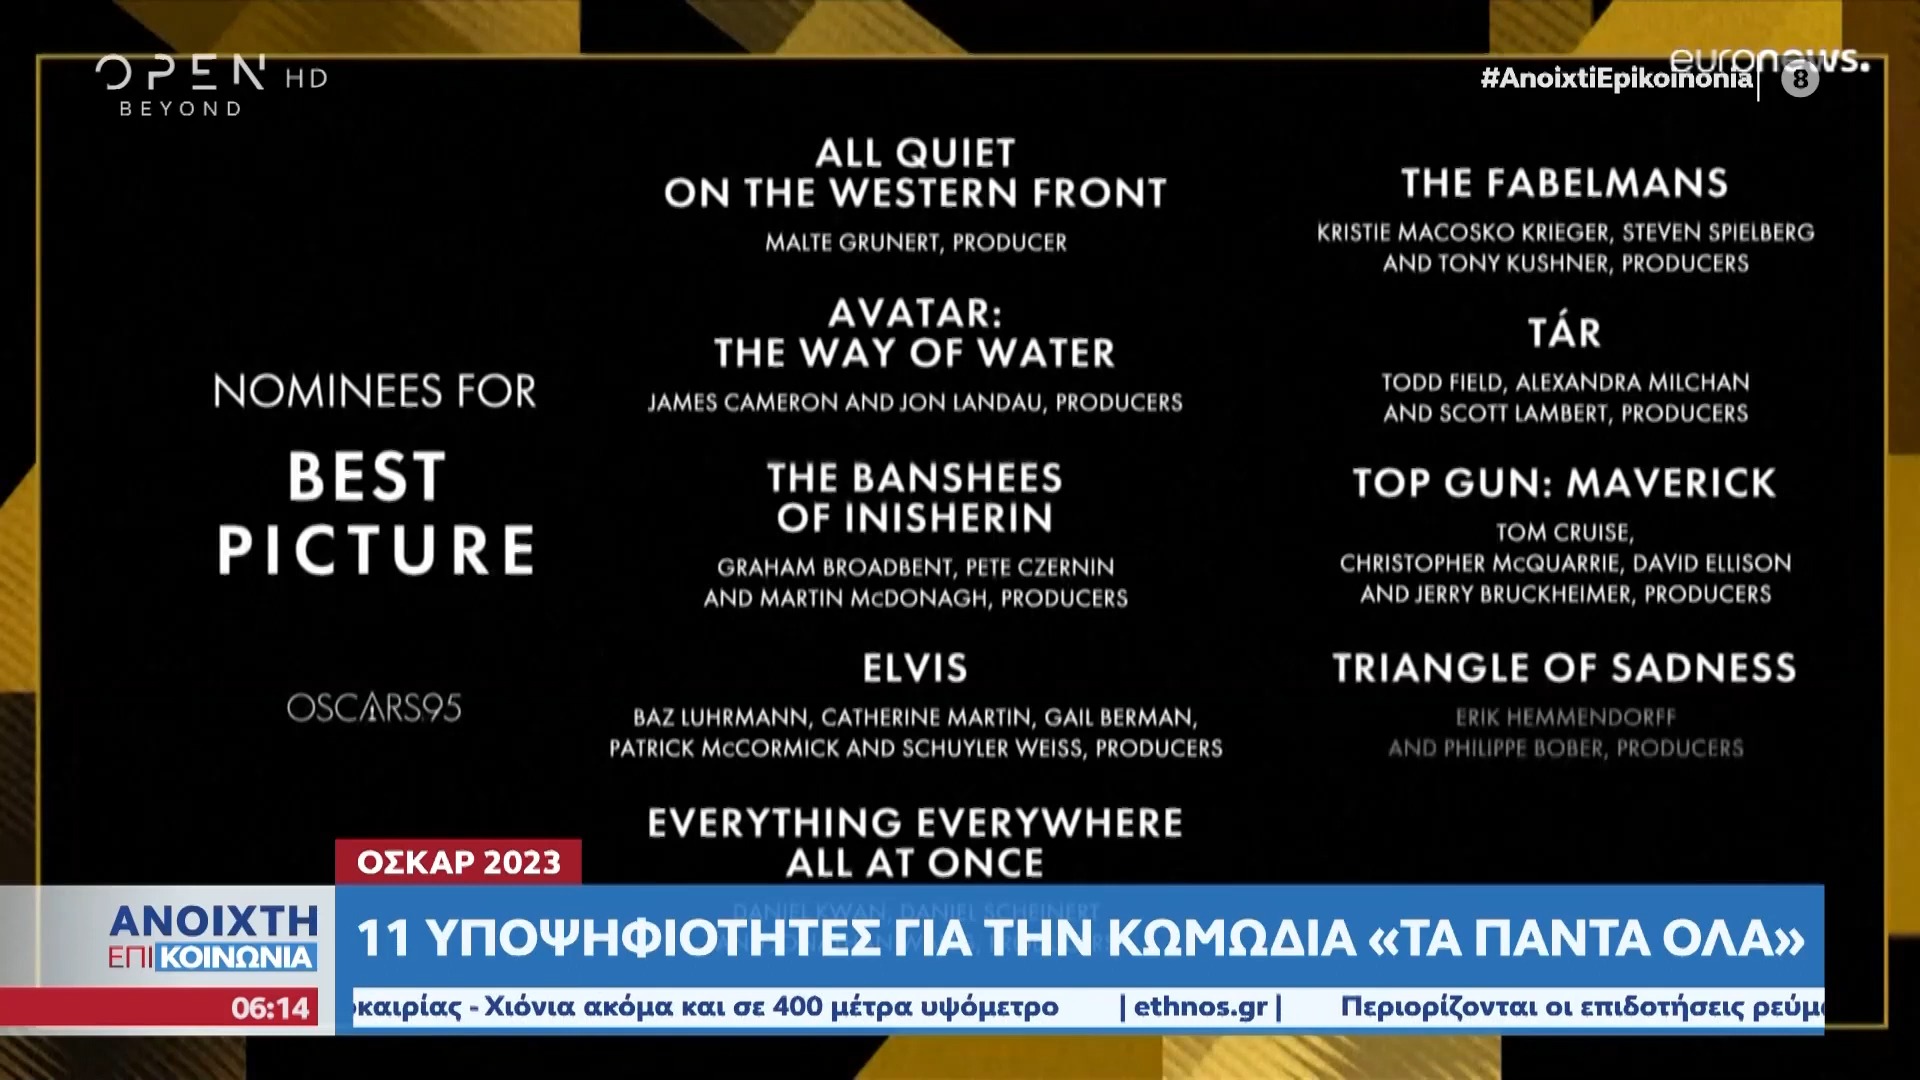 OPEN HD
BEYOND
euronews.
#AnoixtiEpikoinonia
8
NOMINEES FOR
BEST
PICTURE
OSCARS95
ALL QUIET
ON THE WESTERN FRONT
MALTE GRUNERT, PRODUCER
AVATAR:
THE WAY OF WATER
JAMES CAMERON AND JON LANDAU, PRODUCERS
THE BANSHEES
OF INISHERIN
GRAHAM BROADBENT, PETE CZERNIN
AND MARTIN McDONAGH, PRODUCERS
ELVIS
BAZ LUHRMANN, CATHERINE MARTIN, GAIL BERMAN,
PATRICK McCORMICK AND SCHUYLER WEISS, PRODUCERS
EVERYTHING EVERYWHERE
ALL AT ONCE
DANIEL KWAN, DANIEL SCHEINERT
THE FABELMANS
KRISTIE MACOSKO KRIEGER, STEVEN SPIELBERG
AND TONY KUSHNER, PRODUCERS
TÁR
TODD FIELD, ALEXANDRA MILCHAN
AND SCOTT LAMBERT, PRODUCERS
TOP GUN: MAVERICK
TOM CRUISE,
CHRISTOPHER McQUARRIE, DAVID ELLISON
AND JERRY BRUCKHEIMER, PRODUCERS
TRIANGLE OF SADNESS
ERIK HEMMENDORFF
AND PHILIPPE BOBER, PRODUCERS
ΟΣΚΑΡ 2023
ΑΝΟΙΧΤΗ
ΕΠΙΚΟΙΝΩΝΙΑ
11 ΥΠΟΨΗΦΙΟΤΗΤΕΣ ΓΙΑ ΤΗΝ ΚΩΜΩΔΙΑ «ΤΑ ΠΑΝΤΑ ΟΛΑ»
06:14
οκαιρίας - Χιόνια ακόμα και σε 400 μέτρα υψόμετρο | ethnos.gr | Περιορίζονται οι επιδοτήσεις ρεύμ